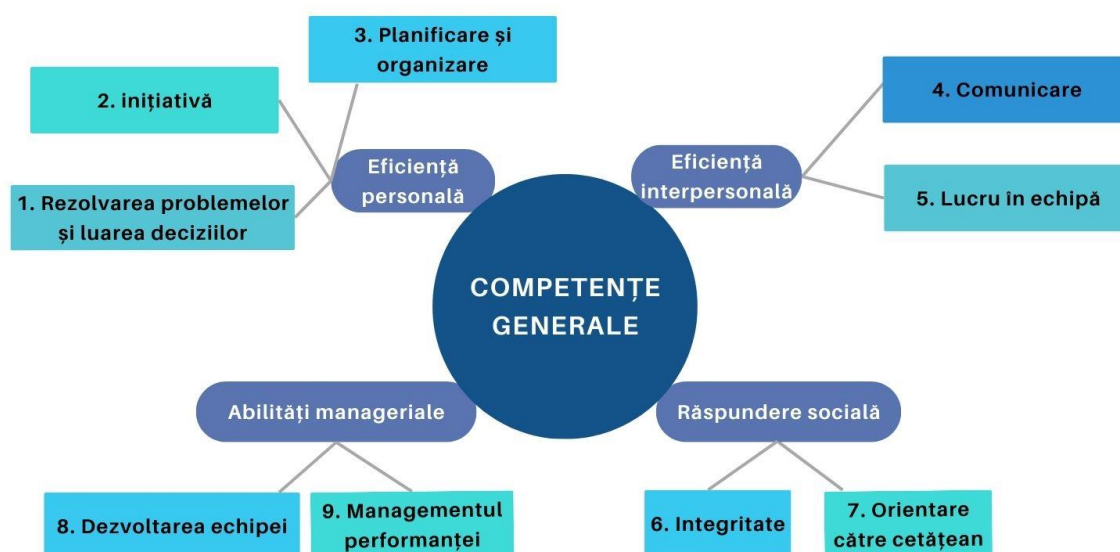 3. Planificare și
organizare
2. inițiativă
4. Comunicare
Eficiență
personală
Eficiență
interpersonală
1. Rezolvarea problemelor
și luarea deciziilor
5. Lucru în echipă
COMPETENȚE
GENERALE
Abilități manageriale
Răspundere socială
8. Dezvoltarea echipei
9. Managementul
performanței
6. Integritate
7. Orientare
către cetățean